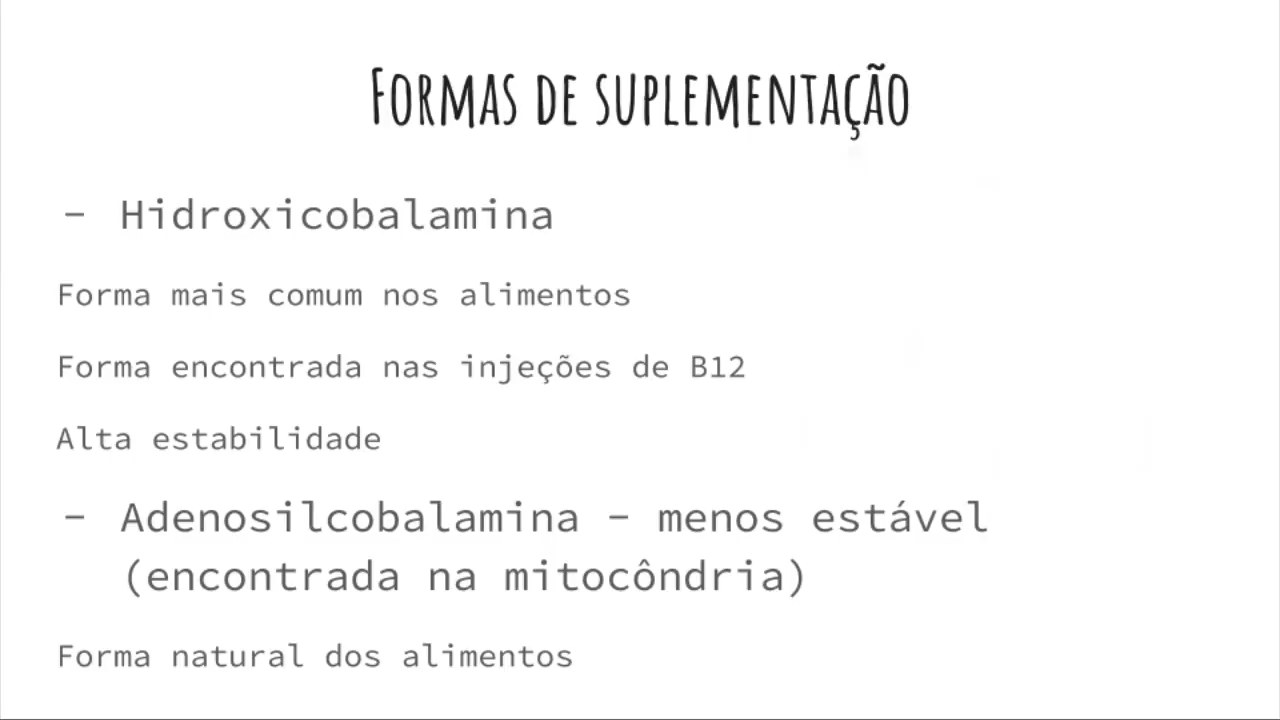 Formas de suplementação
- Hidroxicobalamina
Forma mais comum nos alimentos
Forma encontrada nas injeções de B12
Alta estabilidade
- Adenosilcobalamina - menos estável
(encontrada na mitocôndria)
Forma natural dos alimentos